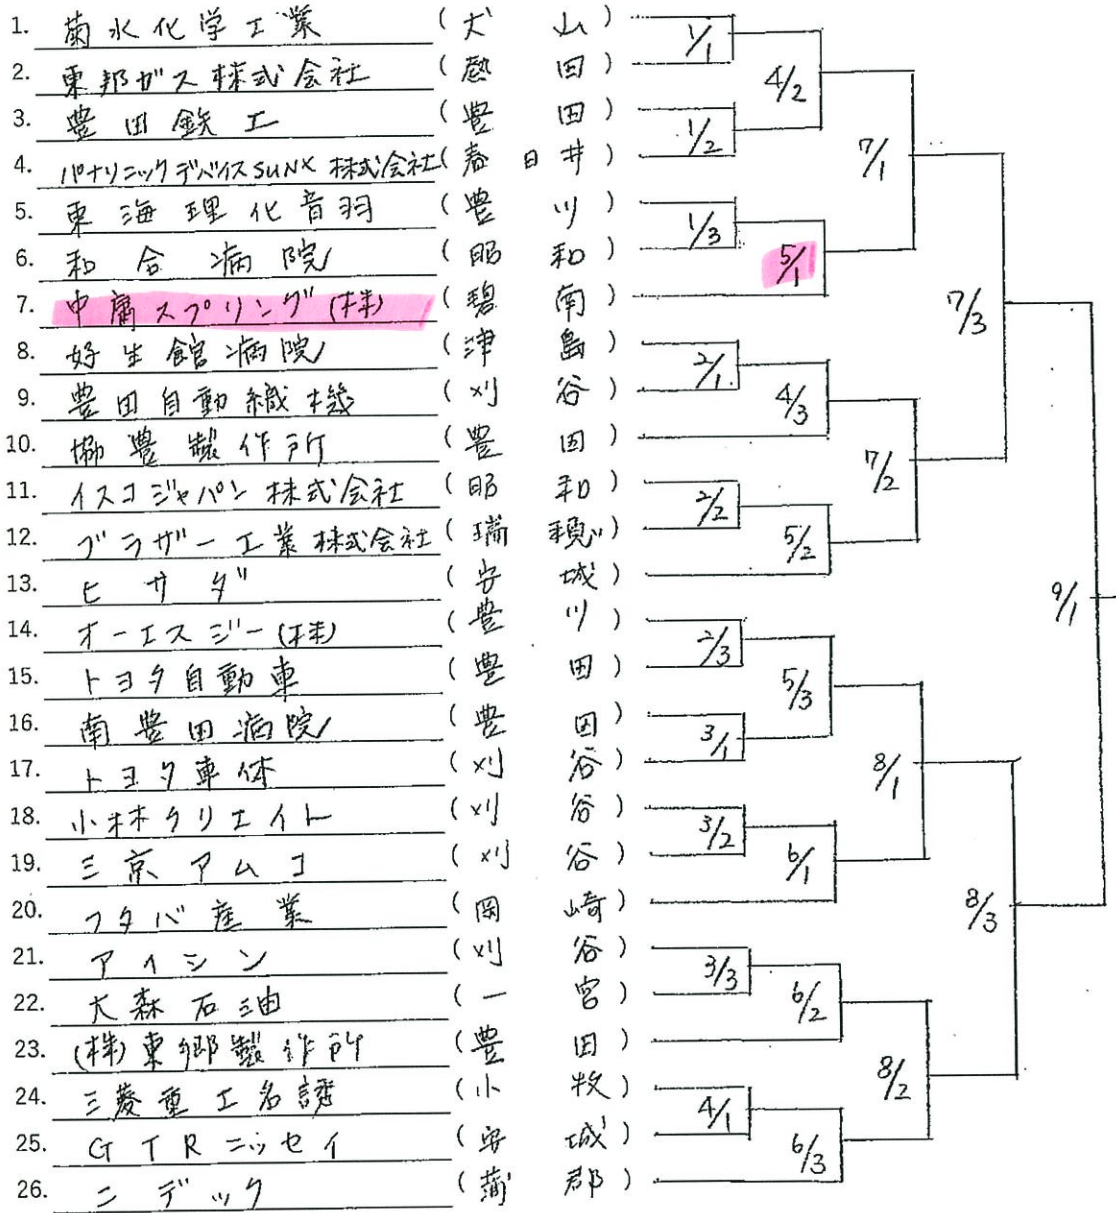 1. 菊水化学工業 (犬山)
2. 東邦ガス株式会社 (熱田)
3. 豊田鉄工 (豊田)
4. パナソニックデバイスSUNX株式会社 (春日井)
5. 東海理化音羽 (豊川)
6. 和合病院 (昭和)
7. 中庸スプリング(株) (碧南)
8. 好生館病院 (津島)
9. 豊田自動織機 (刈谷)
10. 協豊製作所 (豊田)
11. イスコジャパン株式会社 (昭和)
12. ブラザー工業株式会社 (瑞穂)
13. ヒサダ (安城)
14. オーエスジー(株) (豊川)
15. トヨタ自動車 (豊田)
16. 南豊田病院 (豊田)
17. トヨタ車体 (刈谷)
18. 小林クリエイト (刈谷)
19. 三京アムコ (刈谷)
20. フタバ産業 (岡崎)
21. アイシン (刈谷)
22. 大森石油 (一宮)
23. (株)東郷製作所 (豊田)
24. 三菱重工名誘 (小牧)
25. GTRニッセイ (安城)
26. ニデック (蒲郡)
1/1
1/2
1/3
2/1
2/2
2/3
3/1
3/2
3/3
4/1
4/2
5/1
4/3
5/2
5/3
6/1
6/2
6/3
7/1
7/2
8/1
8/2
7/3
8/3
9/1